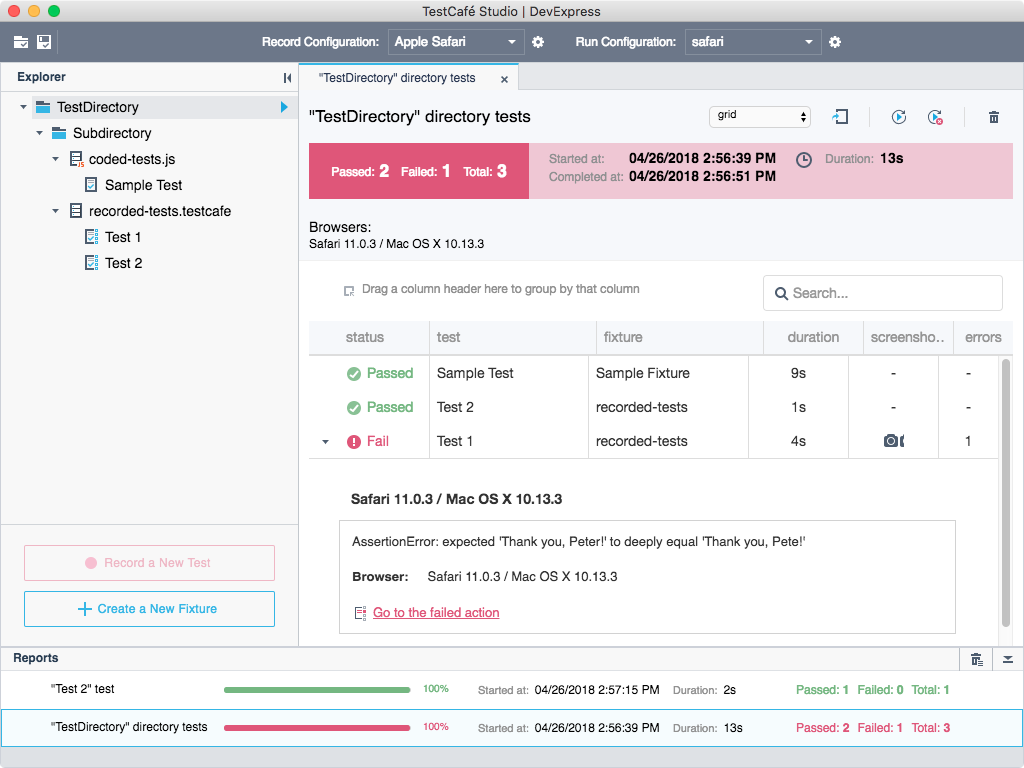 TestCafé Studio | DevExpress
Record Configuration: Apple Safari Run Configuration: safari
Explorer
TestDirectory
Subdirectory
coded-tests.js
Sample Test
recorded-tests.testcafe
Test 1
Test 2
Record a New Test
Create a New Fixture
"TestDirectory" directory tests ×
"TestDirectory" directory tests grid
Passed: 2 Failed: 1 Total: 3
Started at: 04/26/2018 2:56:39 PM Duration: 13s
Completed at: 04/26/2018 2:56:51 PM
Browsers:
Safari 11.0.3 / Mac OS X 10.13.3
Drag a column header here to group by that column Search...
status test fixture duration screensho.. errors
Passed Sample Test Sample Fixture 9s - -
Passed Test 2 recorded-tests 1s - -
Fail Test 1 recorded-tests 4s 1
Safari 11.0.3 / Mac OS X 10.13.3
AssertionError: expected 'Thank you, Peter!' to deeply equal 'Thank you, Pete!'
Browser: Safari 11.0.3 / Mac OS X 10.13.3
Go to the failed action
Reports
"Test 2" test 100% Started at: 04/26/2018 2:57:15 PM Duration: 2s Passed: 1 Failed: 0 Total: 1
"TestDirectory" directory tests 100% Started at: 04/26/2018 2:56:39 PM Duration: 13s Passed: 2 Failed: 1 Total: 3